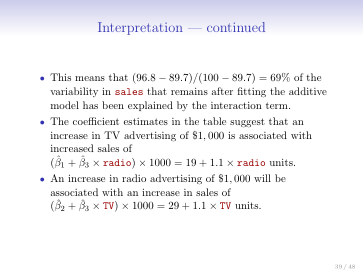 Interpretation — continued
• This means that (96.8 − 89.7)/(100 − 89.7) = 69% of the
variability in sales that remains after fitting the additive
model has been explained by the interaction term.
• The coefficient estimates in the table suggest that an
increase in TV advertising of $1,000 is associated with
increased sales of
(β̂₁ + β̂₃ × radio) × 1000 = 19 + 1.1 × radio units.
• An increase in radio advertising of $1,000 will be
associated with an increase in sales of
(β̂₂ + β̂₃ × TV) × 1000 = 29 + 1.1 × TV units.
39 / 48